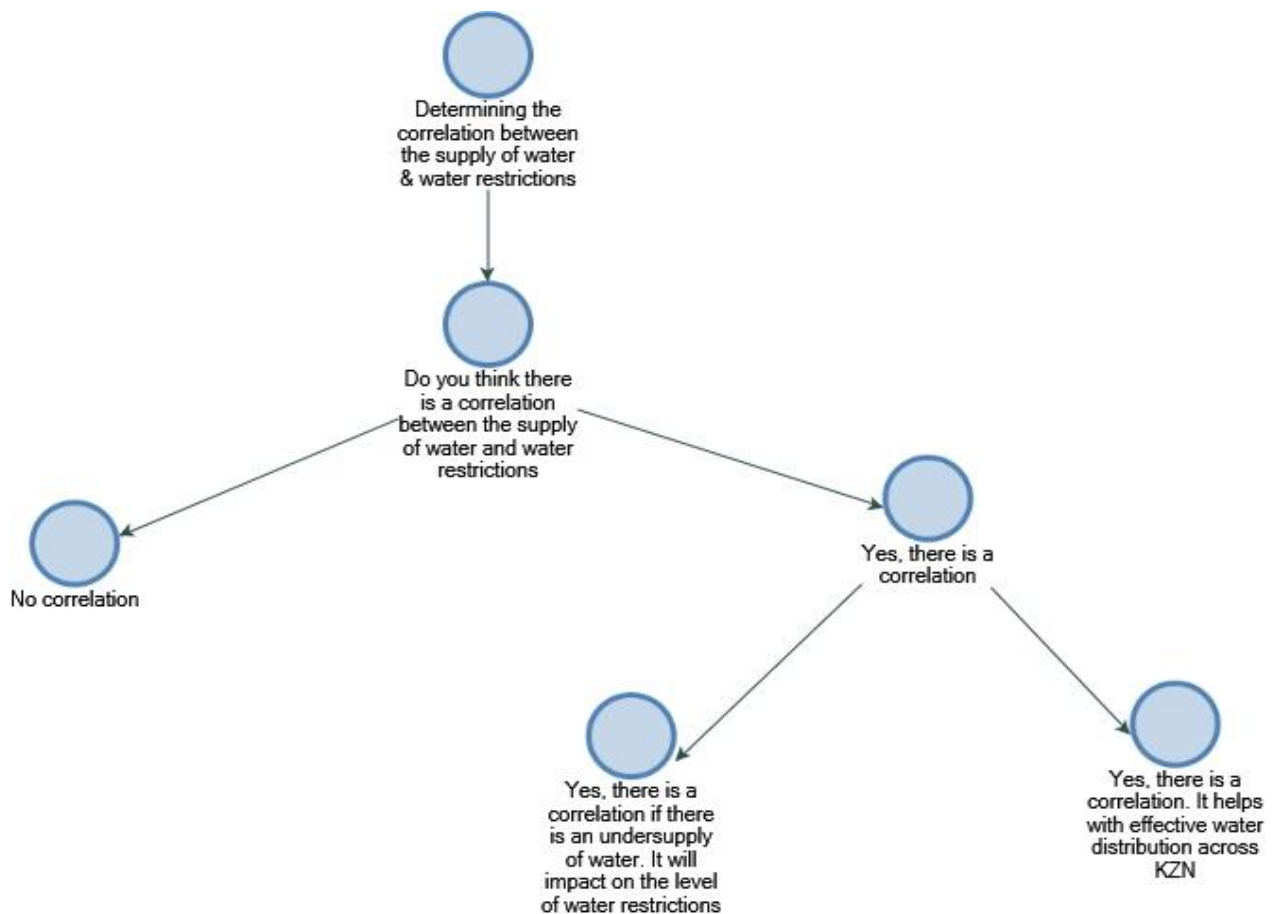 Determining the
correlation between
the supply of water
& water restrictions
Do you think there
is a correlation
between the supply
of water and water
restrictions
No correlation
Yes, there is a
correlation
Yes, there is a
correlation if there
is an undersupply
of water. It will
impact on the level
of water restrictions
Yes, there is a
correlation. It helps
with effective water
distribution across
KZN